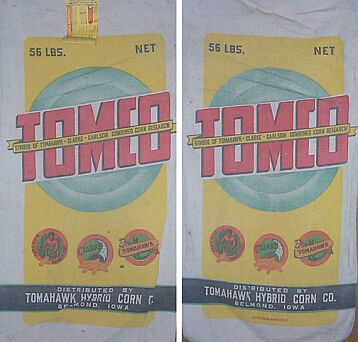 56 LBS. NET
TOMCO
SYMBOL OF TOMAHAWK - CLARKE - CARLSON COMBINED CORN RESEARCH
CLARKE
TOMAHAWK
DISTRIBUTED BY
TOMAHAWK HYBRID CORN C
BELMOND, IOWA
56 LBS. NET
TOMCO
SYMBOL OF TOMAHAWK - CLARKE - CARLSON COMBINED CORN RESEARCH
CLARKE
TOMAHAWK
DISTRIBUTED BY
TOMAHAWK HYBRID CORN CO.
BELMOND, IOWA